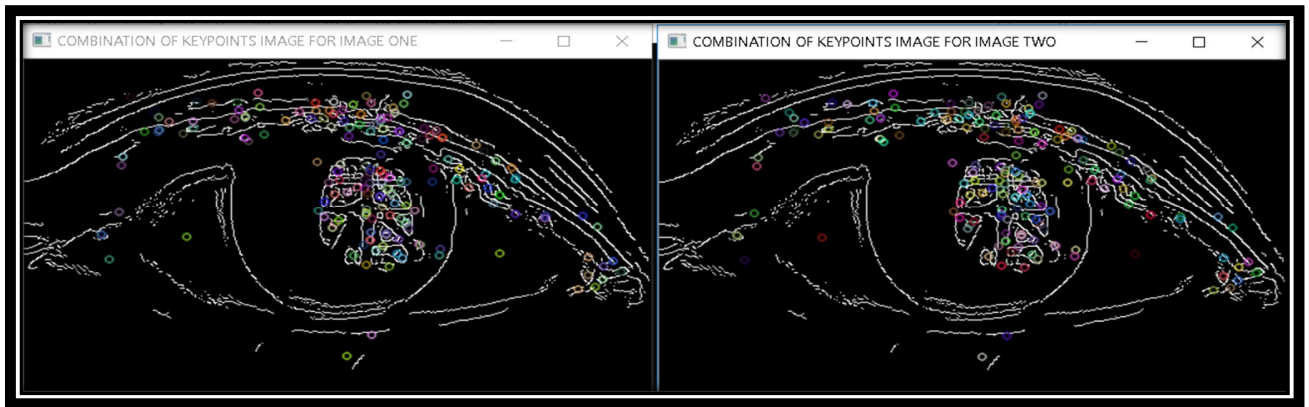 COMBINATION OF KEYPOINTS IMAGE FOR IMAGE ONE
COMBINATION OF KEYPOINTS IMAGE FOR IMAGE TWO